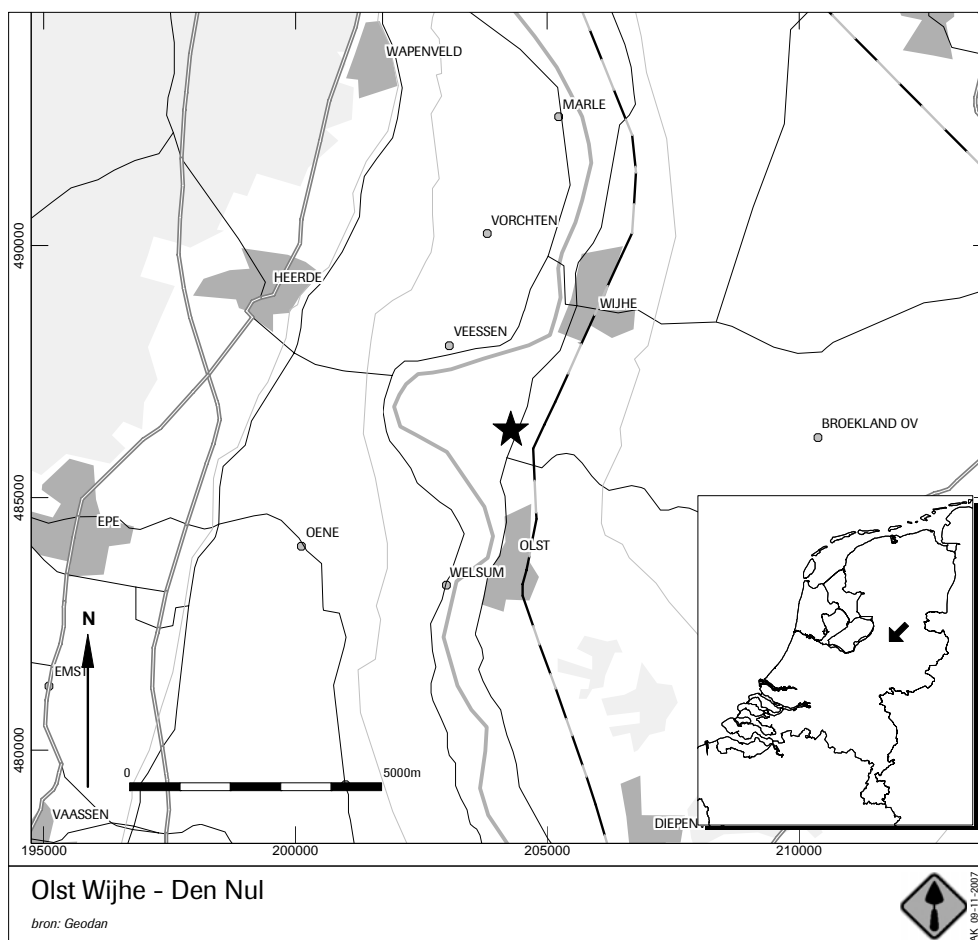 WAPENVELD
MARLE
VORCHTEN
490000
HEERDE
WIJHE
VEESSEN
BROEKLAND OV
485000
EPE
OENE
OLST
WELSUM
N
EMST
480000
0
5000m
VAASSEN
DIEPEN
195000
200000
205000
210000
Olst Wijhe - Den Nul
bron: Geodan
AK 09-11-2007